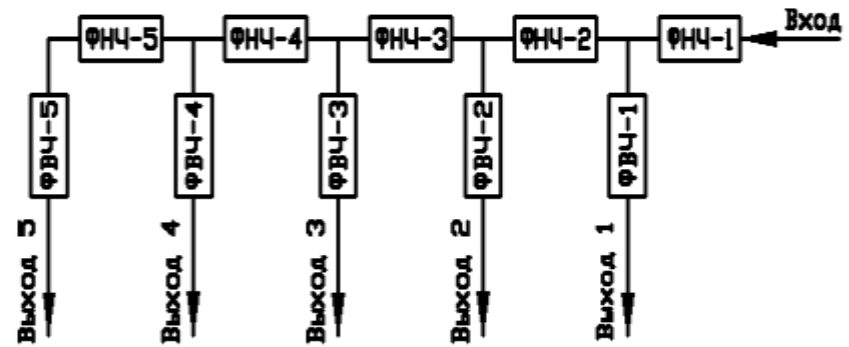 ФНЧ-5 ФНЧ-4 ФНЧ-3 ФНЧ-2 ФНЧ-1 Вход
ФВЧ-5 ФВЧ-4 ФВЧ-3 ФВЧ-2 ФВЧ-1
Выход 5 Выход 4 Выход 3 Выход 2 Выход 1